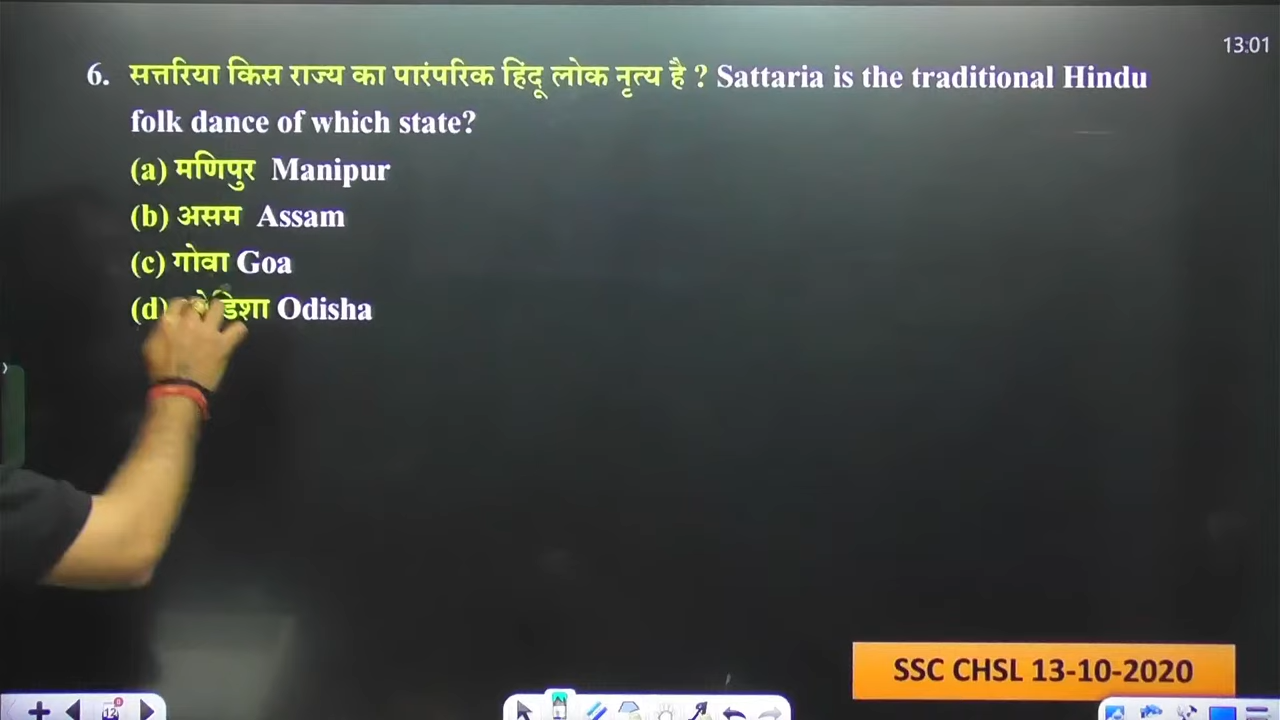 13:01
6. सत्तरिया किस राज्य का पारंपरिक हिंदू लोक नृत्य है ? Sattaria is the traditional Hindu
folk dance of which state?
(a) मणिपुर Manipur
(b) असम Assam
(c) गोवा Goa
(d) Odisha
SSC CHSL 13-10-2020